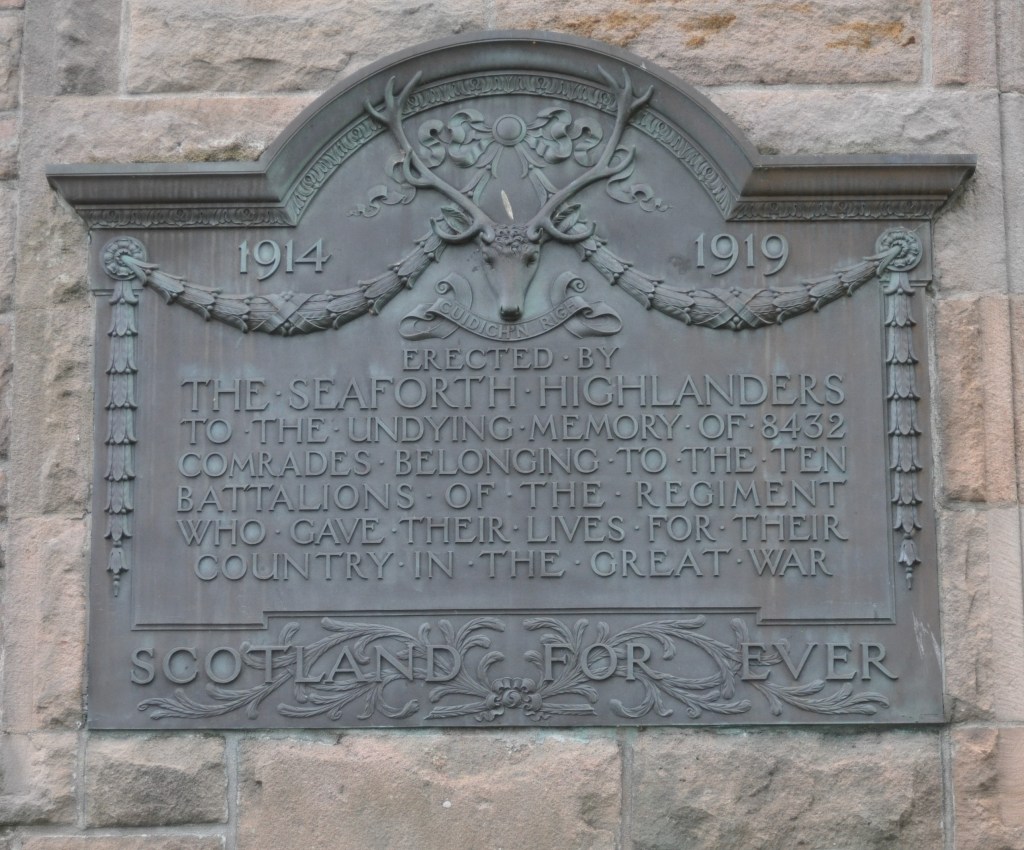 1914 1919
CUIDICH'N RIGH
ERECTED · BY
THE · SEAFORTH · HIGHLANDERS
TO · THE · UNDYING · MEMORY · OF · 8432
COMRADES · BELONGING · TO · THE TEN
BATTALIONS · OF · THE · REGIMENT
WHO · GAVE · THEIR · LIVES · FOR · THEIR
COUNTRY · IN · THE · GREAT · WAR
SCOTLAND FOR EVER